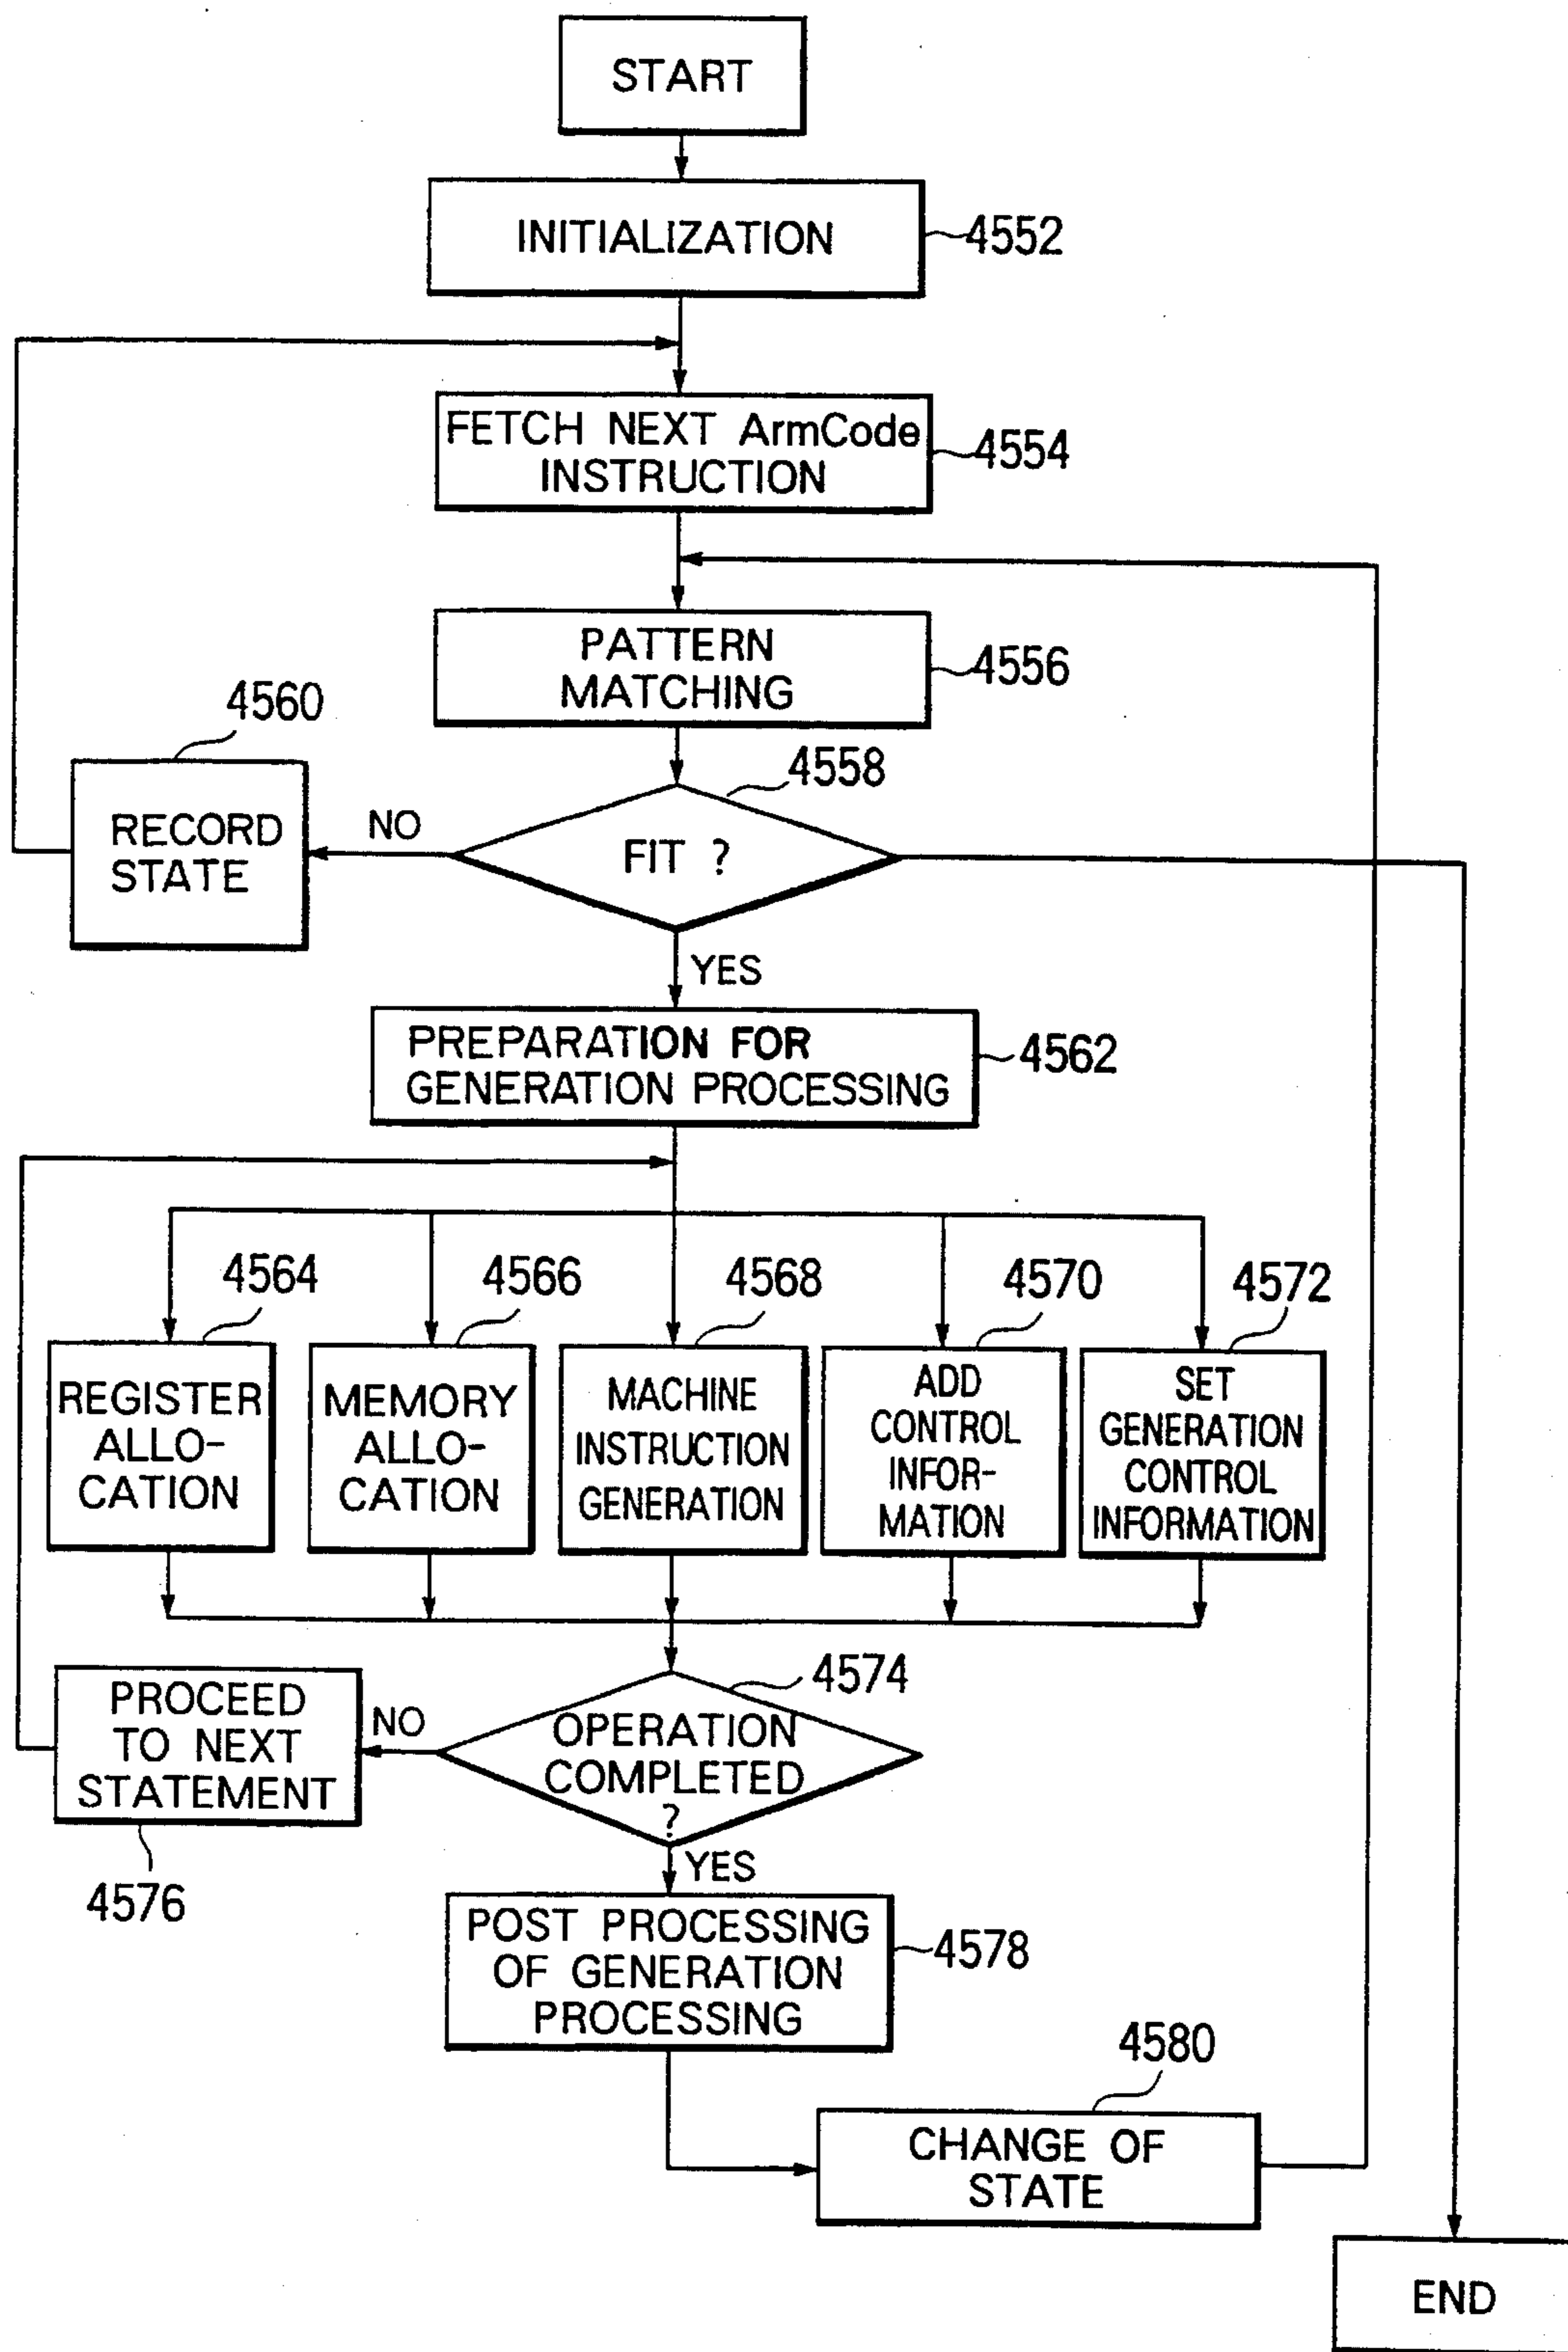 START
INITIALIZATION
4552
FETCH NEXT ArmCode
INSTRUCTION
4554
PATTERN
MATCHING
4556
4560
RECORD
STATE
NO
4558
FIT ?
YES
PREPARATION FOR
GENERATION PROCESSING
4562
4564
4566
4568
4570
4572
REGISTER
ALLO-
CATION
MEMORY
ALLO-
CATION
MACHINE
INSTRUCTION
GENERATION
ADD
CONTROL
INFOR-
MATION
SET
GENERATION
CONTROL
INFORMATION
PROCEED
TO NEXT
STATEMENT
4576
NO
4574
OPERATION
COMPLETED
?
YES
POST PROCESSING
OF GENERATION
PROCESSING
4578
4580
CHANGE OF
STATE
END